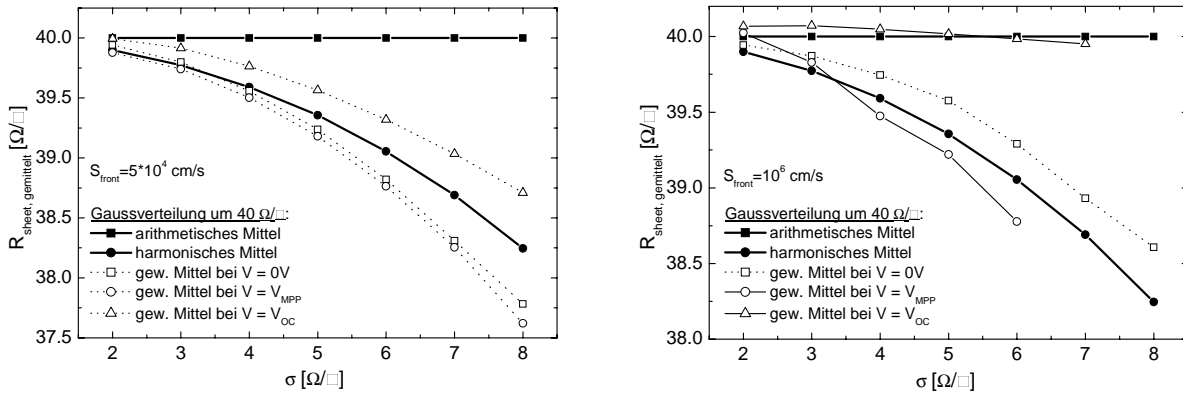 40.0
39.5
39.0
38.5
38.0
37.5
R_sheet, gemittelt [Ω/□]
S_front=5*10^4 cm/s
Gaussverteilung um 40 Ω/□:
arithmetisches Mittel
harmonisches Mittel
gew. Mittel bei V = 0V
gew. Mittel bei V = V_MPP
gew. Mittel bei V = V_OC
2 3 4 5 6 7 8
σ [Ω/□]
40.0
39.5
39.0
38.5
38.0
R_sheet, gemittelt [Ω/□]
S_front=10^6 cm/s
Gaussverteilung um 40 Ω/□:
arithmetisches Mittel
harmonisches Mittel
gew. Mittel bei V = 0V
gew. Mittel bei V = V_MPP
gew. Mittel bei V = V_OC
2 3 4 5 6 7 8
σ [Ω/□]